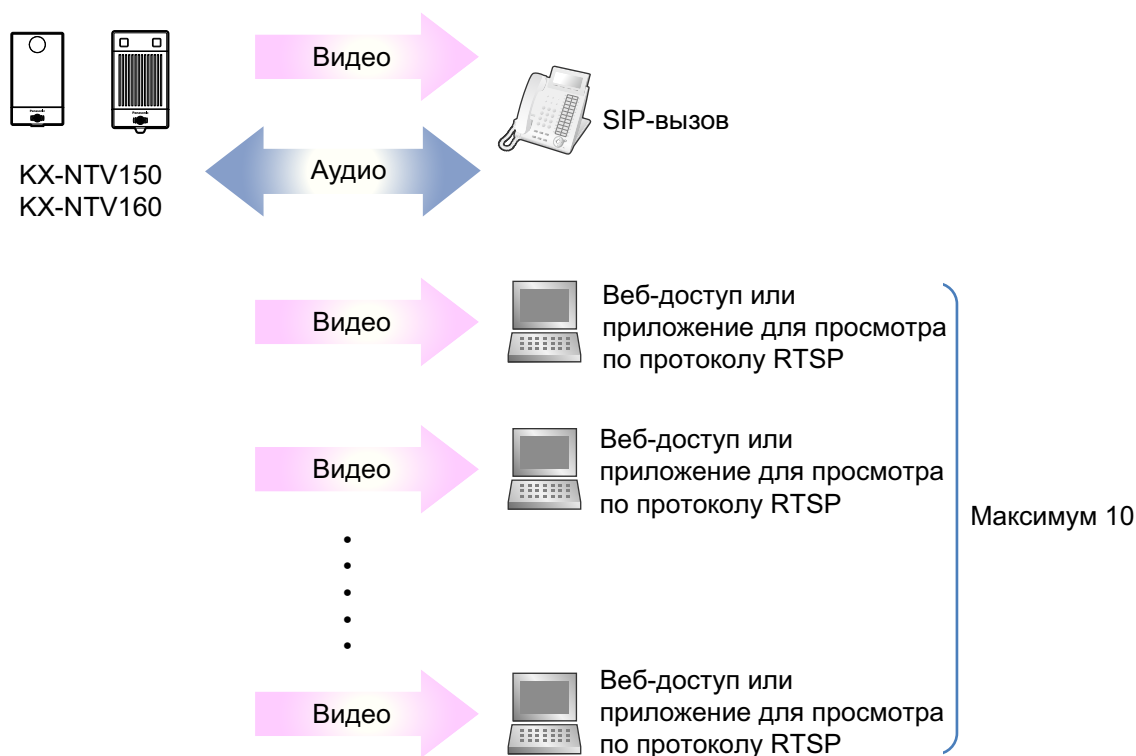 Видео
SIP-вызов
Аудио
KX-NTV150
KX-NTV160
Видео
Веб-доступ или
приложение для просмотра
по протоколу RTSP
Видео
Веб-доступ или
приложение для просмотра
по протоколу RTSP
Максимум 10
Видео
Веб-доступ или
приложение для просмотра
по протоколу RTSP